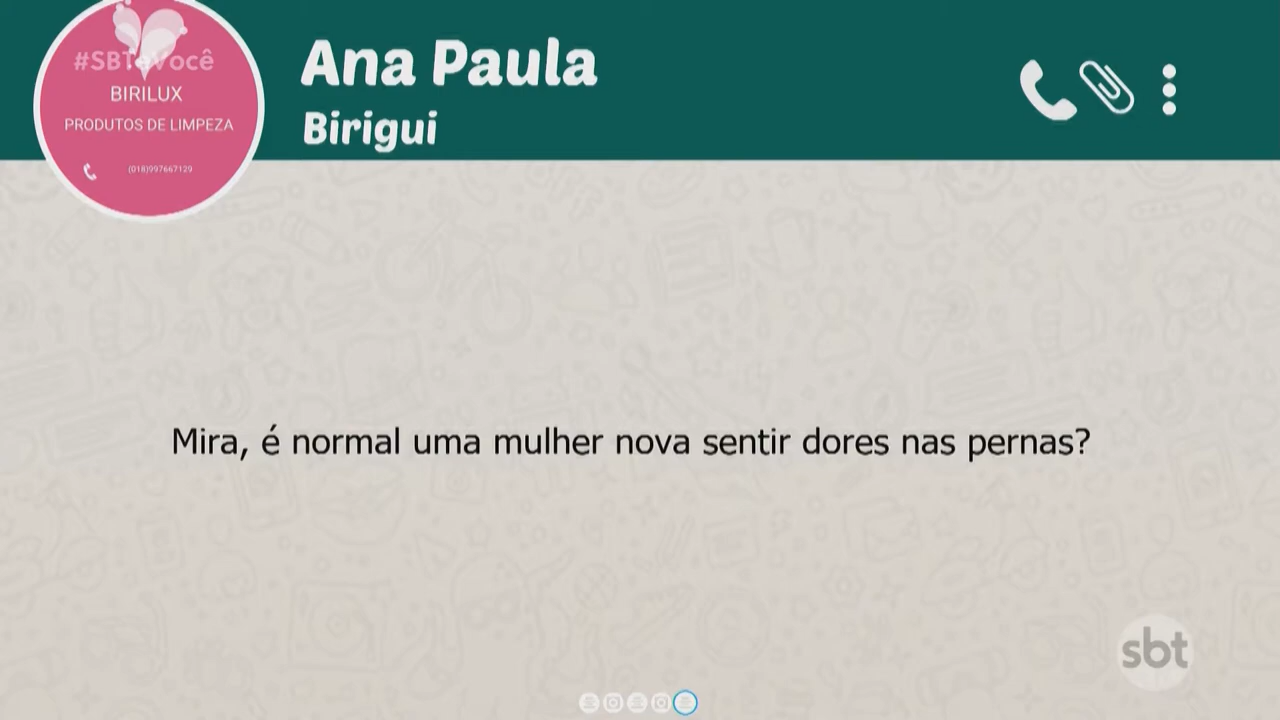 #SBTeVocê
BIRILUX
PRODUTOS DE LIMPEZA
(018)997667129
Ana Paula
Birigui
Mira, é normal uma mulher nova sentir dores nas pernas?
sbt